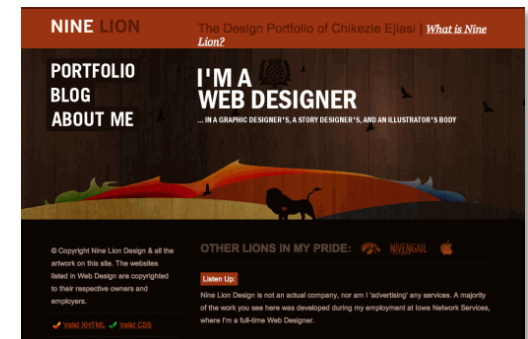 NINE LION
The Design Portfolio of Chikezie Ejiasi | What is Nine
Lion?
PORTFOLIO
BLOG
ABOUT ME
I'M A
WEB DESIGNER
... IN A GRAPHIC DESIGNER'S, A STORY DESIGNER'S, AND AN ILLUSTRATOR'S BODY
© Copyright Nine Lion Design & all the
artwork on this site. The websites
listed in Web Design are copyrighted
to their respective owners and
employers.
Valid XHTML Valid CSS
OTHER LIONS IN MY PRIDE: NIVENGAIL
Listen Up:
Nine Lion Design is not an actual company, nor am I 'advertising' any services. A majority
of the work you see here was developed during my employment at Iowa Network Services,
where I'm a full-time Web Designer.